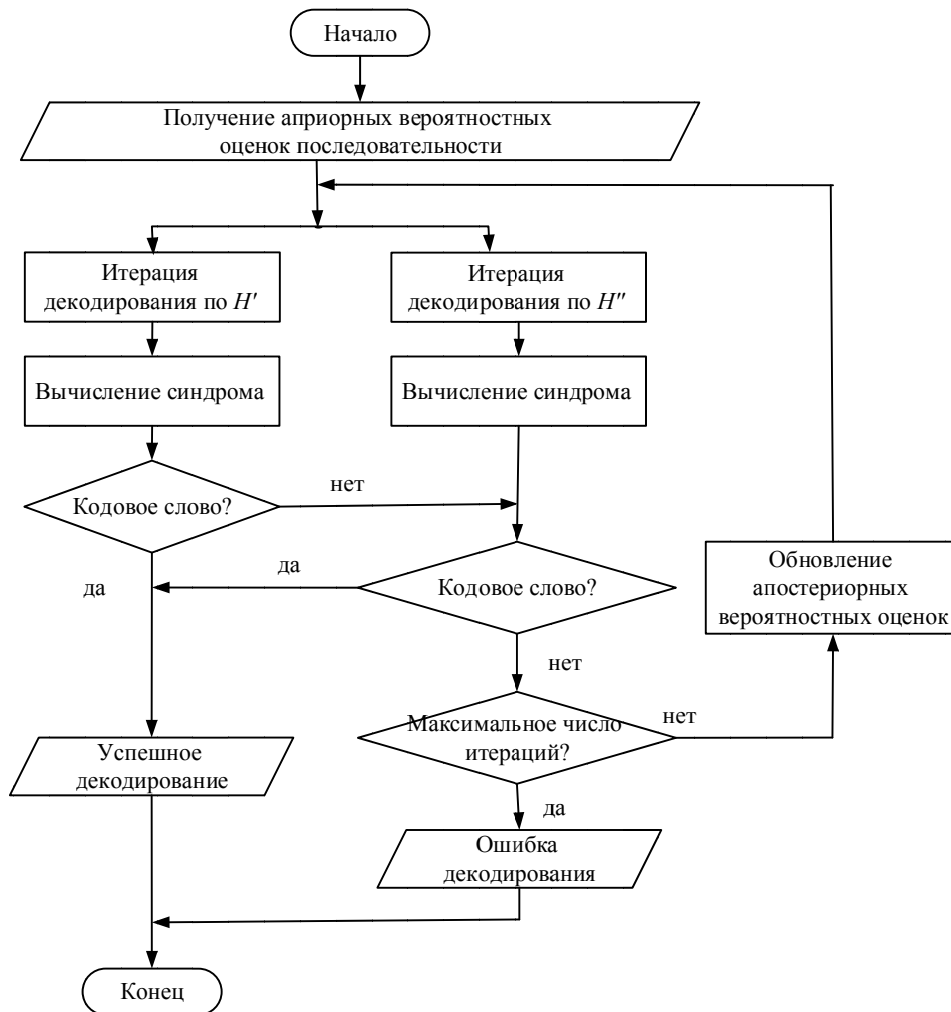 Начало
Получение априорных вероятностных
оценок последовательности
Итерация
декодирования по H'
Итерация
декодирования по H"
Вычисление синдрома
Вычисление синдрома
Кодовое слово?
нет
да
да
Кодовое слово?
Обновление
апостериорных
вероятностных оценок
нет
Максимальное число
итераций?
нет
Успешное
декодирование
да
Ошибка
декодирования
Конец